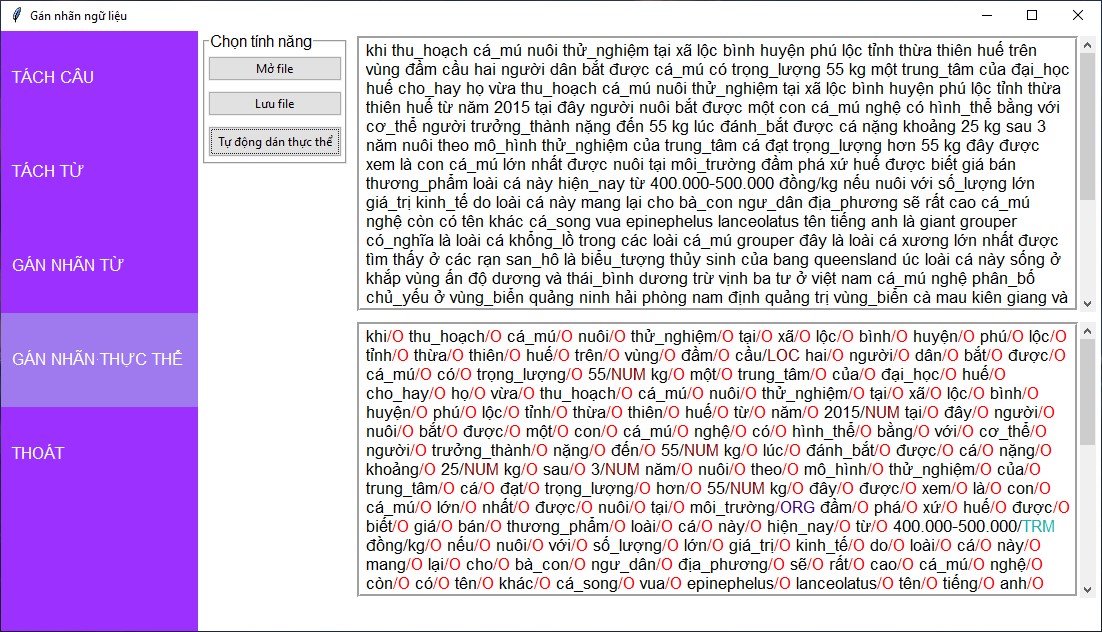 Gán nhãn ngữ liệu
TÁCH CÂU
TÁCH TỪ
GÁN NHÃN TỪ
GÁN NHÃN THỰC THỂ
THOÁT
Chọn tính năng
Mở file
Lưu file
Tự động dán thực thể
khi thu_hoạch cá_mú nuôi thử_nghiệm tại xã lộc bình huyện phú lộc tỉnh thừa thiên huế trên
vùng đầm cầu hai người dân bắt được cá_mú có trọng_lượng 55 kg một trung_tâm của đại_học
huế cho_hay họ vừa thu_hoạch cá_mú nuôi thử_nghiệm tại xã lộc bình huyện phú lộc tỉnh thừa
thiên huế từ năm 2015 tại đây người nuôi bắt được một con cá_mú nghệ có hình_thể bằng với
cơ_thể người trưởng_thành nặng đến 55 kg lúc đánh_bắt được cá nặng khoảng 25 kg sau 3
năm nuôi theo mô_hình thử_nghiệm của trung_tâm cá đạt trọng_lượng hơn 55 kg đây được
xem là con cá_mú lớn nhất được nuôi tại môi_trường đầm phá xứ huế được biết giá bán
thương_phẩm loài cá này hiện_nay từ 400.000-500.000 đồng/kg nếu nuôi với số_lượng lớn
giá_trị kinh_tế do loài cá này mang lại cho bà_con ngư_dân địa_phương sẽ rất cao cá_mú
nghệ còn có tên khác cá_song vua epinephelus lanceolatus tên tiếng anh là giant grouper
có_nghĩa là loài cá khổng_lồ trong các loài cá_mú grouper đây là loài cá xương lớn nhất được
tìm thấy ở các rạn san_hô là biểu_tượng thủy sinh của bang queensland úc loài cá này sống ở
khắp vùng ấn độ dương và thái_bình dương trừ vịnh ba tư ở việt nam cá_mú nghệ phân_bố
chủ_yếu ở vùng_biển quảng ninh hải phòng nam định quảng trị vùng_biển cà mau kiên giang và
khi/O thu_hoạch/O cá_mú/O nuôi/O thử_nghiệm/O tại/O xã/O lộc/O bình/O huyện/O phú/O lộc/O
tỉnh/O thừa/O thiên/O huế/O trên/O vùng/O đầm/O cầu/LOC hai/O người/O dân/O bắt/O được/O
cá_mú/O có/O trọng_lượng/O 55/NUM kg/O một/O trung_tâm/O của/O đại_học/O huế/O
cho_hay/O họ/O vừa/O thu_hoạch/O cá_mú/O nuôi/O thử_nghiệm/O tại/O xã/O lộc/O bình/O
huyện/O phú/O lộc/O tỉnh/O thừa/O thiên/O huế/O từ/O năm/O 2015/NUM tại/O đây/O người/O
nuôi/O bắt/O được/O một/O con/O cá_mú/O nghệ/O có/O hình_thể/O bằng/O với/O cơ_thể/O
người/O trưởng_thành/O nặng/O đến/O 55/NUM kg/O lúc/O đánh_bắt/O được/O cá/O nặng/O
khoảng/O 25/NUM kg/O sau/O 3/NUM năm/O nuôi/O theo/O mô_hình/O thử_nghiệm/O của/O
trung_tâm/O cá/O đạt/O trọng_lượng/O hơn/O 55/NUM kg/O đây/O được/O xem/O là/O con/O
cá_mú/O lớn/O nhất/O được/O nuôi/O tại/O môi_trường/ORG đầm/O phá/O xứ/O huế/O được/O
biết/O giá/O bán/O thương_phẩm/O loài/O cá/O này/O hiện_nay/O từ/O 400.000-500.000/TRM
đồng/kg/O nếu/O nuôi/O với/O số_lượng/O lớn/O giá_trị/O kinh_tế/O do/O loài/O cá/O này/O
mang/O lại/O cho/O bà_con/O ngư_dân/O địa_phương/O sẽ/O rất/O cao/O cá_mú/O nghệ/O
còn/O có/O tên/O khác/O cá_song/O vua/O epinephelus/O lanceolatus/O tên/O tiếng/O anh/O